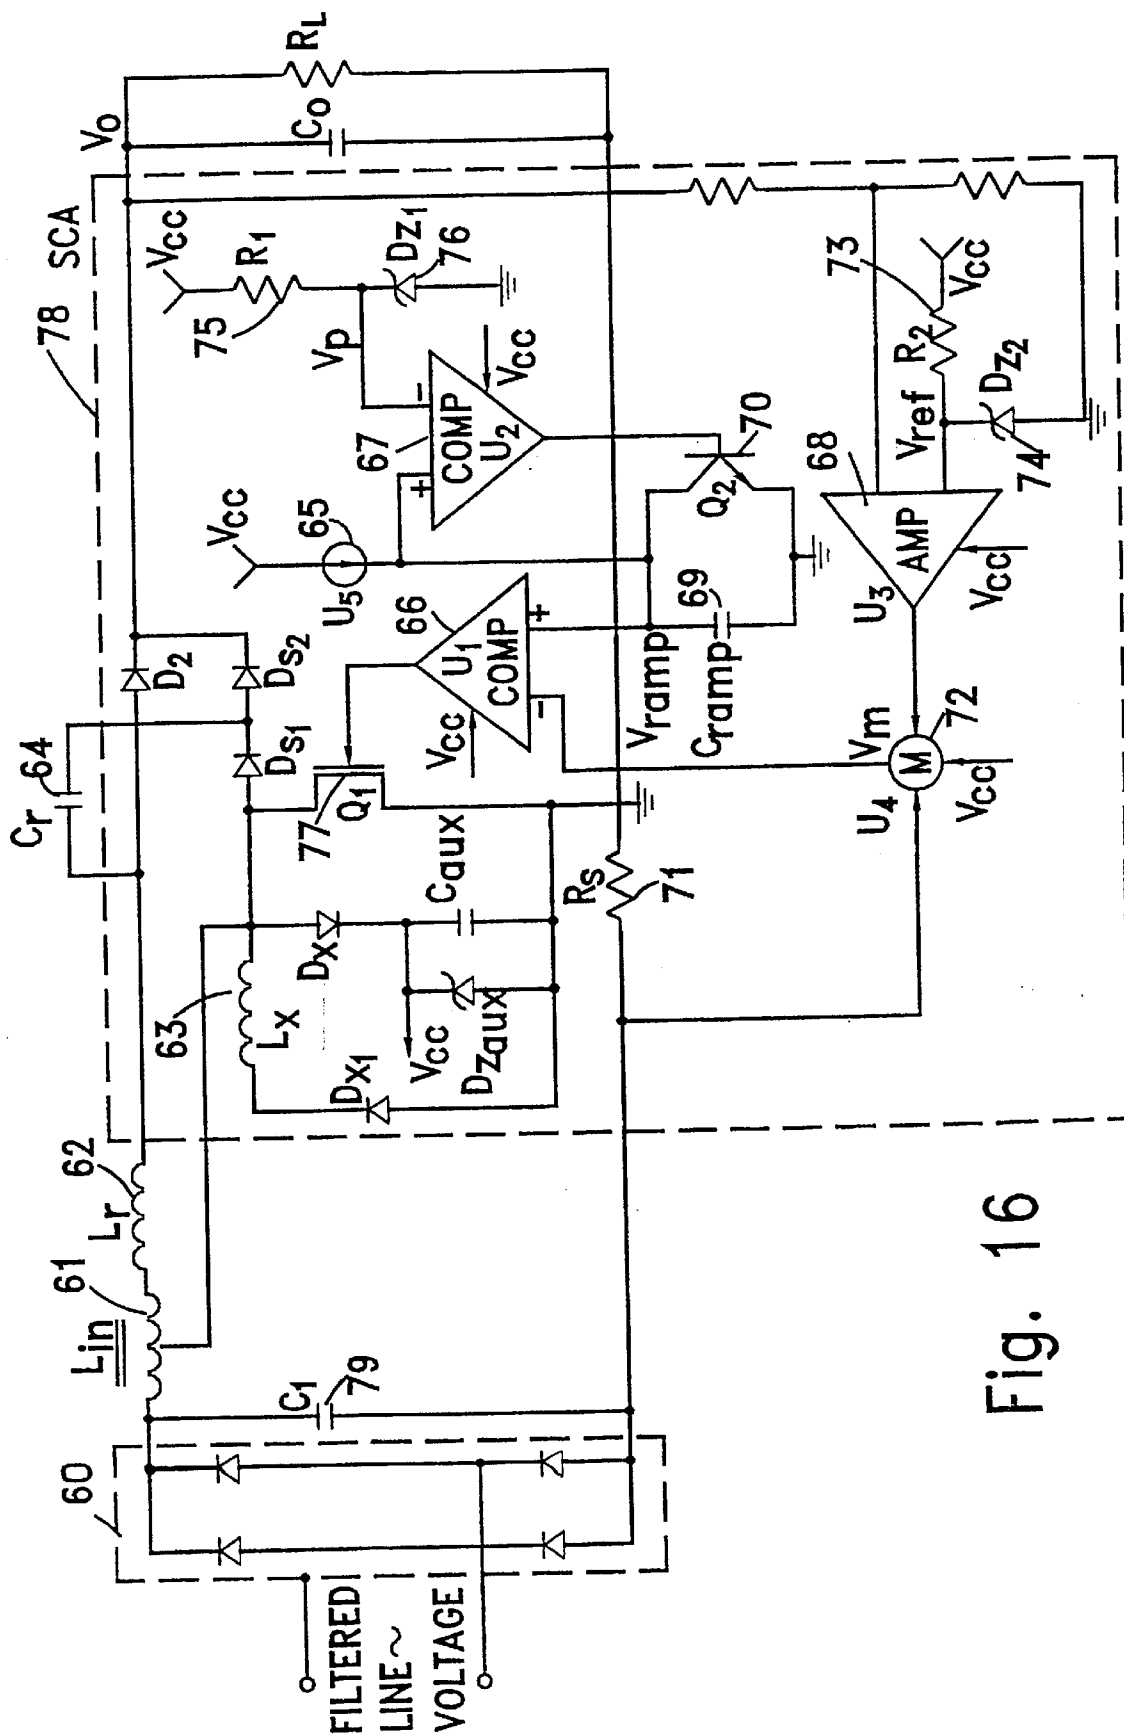 60
FILTERED
LINE~
VOLTAGE
C1
79
Lin
61
Lr
62
Cr
64
78
SCA
Vo
Co
RL
63
Lx
Dx1
Dx
Vcc
Dzaux
Caux
77
Q1
Ds1
Ds2
D2
Vcc
66
U1
COMP
+
-
Vcc
U5
65
67
COMP
U2
+
-
Vcc
Vp
Vcc
R1
75
Dz1
76
Rs
71
Vramp
Cramp
69
Q2
70
Vm
M
72
U4
Vcc
U3
AMP
68
Vcc
Vref
R2
73
Vcc
Dz2
74
Fig. 16